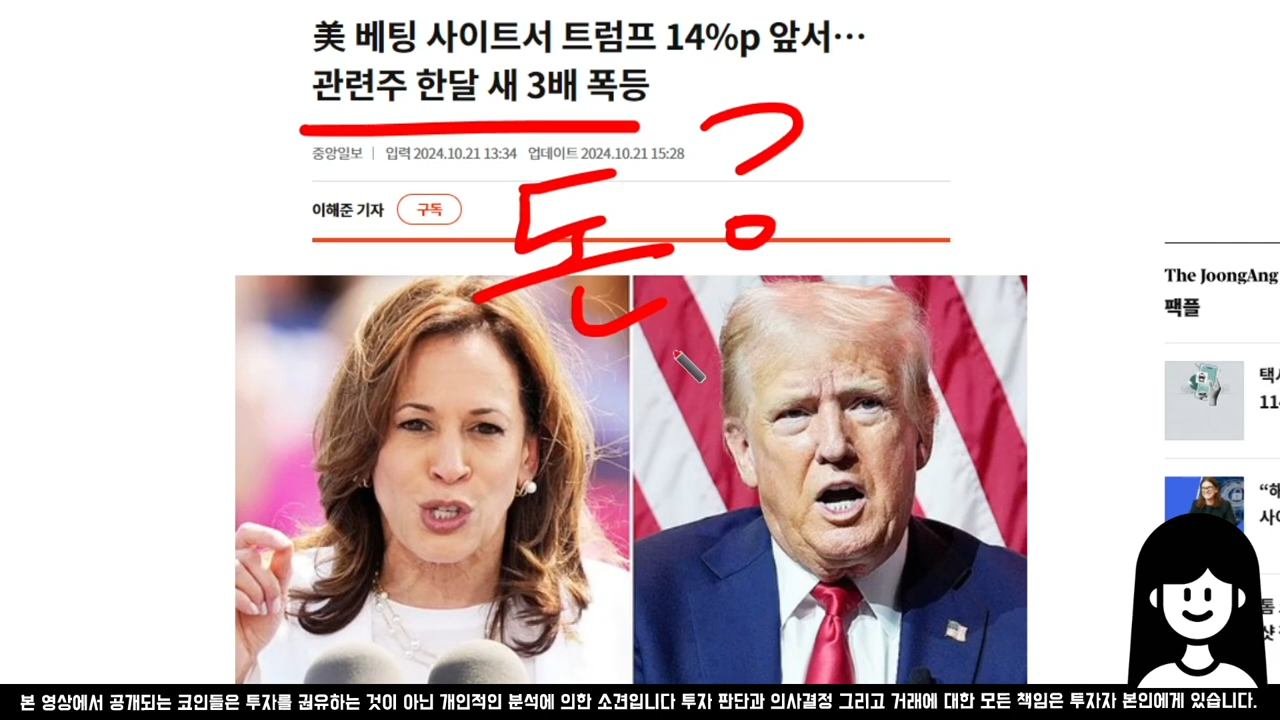 美 베팅 사이트서 트럼프 14%p 앞서…
관련주 한달 새 3배 폭등
중앙일보 | 입력 2024.10.21 13:34 업데이트 2024.10.21 15:28
이해준 기자 구독
돈?
The JoongAng
팩플
택시
11
“해
사이
본 영상에서 공개되는 코인들은 투자를 권유하는 것이 아닌 개인적인 분석에 의한 소견입니다 투자 판단과 의사결정 그리고 거래에 대한 모든 책임은 투자자 본인에게 있습니다.